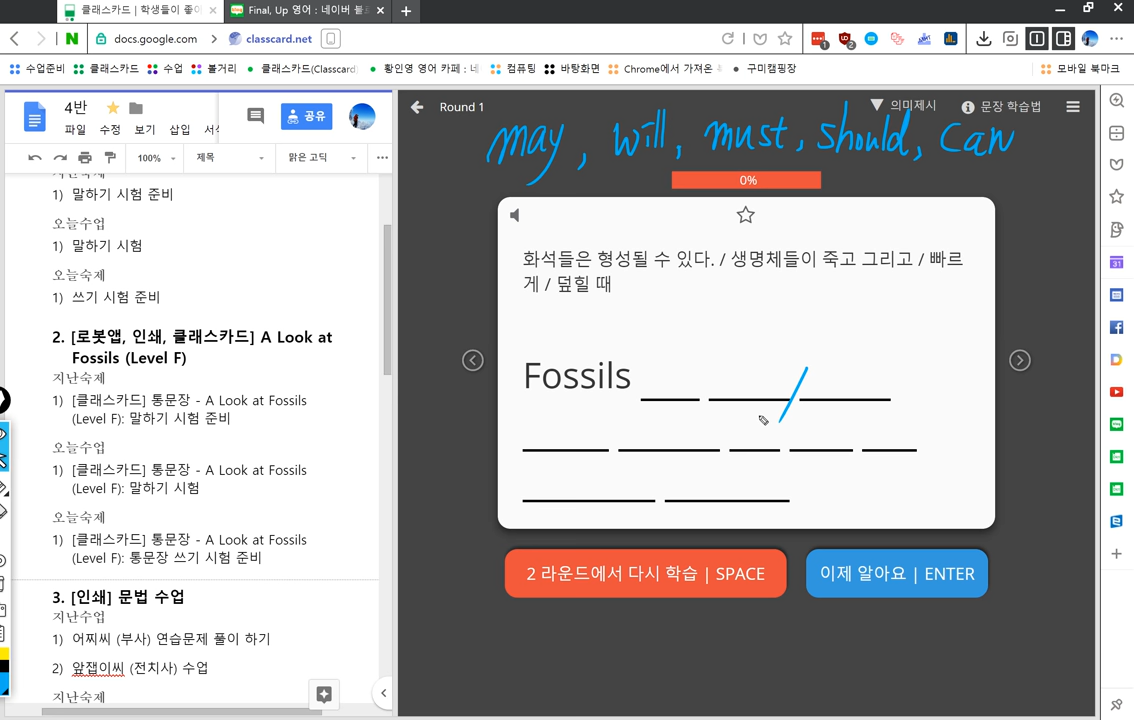 클래스카드 | 학생들이 좋아
Final, Up 영어 : 네이버 블로
docs.google.com
classcard.net
수업준비
클래스카드
수업
볼거리
클래스카드(Classcard
황인영 영어 카페 : 네
컴퓨팅
바탕화면
Chrome에서 가져온 북
구미캠핑장
모바일 북마크
4반
파일 수정 보기 삽입 서식
공유
100%
제목
맑은 고딕
지난숙제
1) 말하기 시험 준비
오늘수업
1) 말하기 시험
오늘숙제
1) 쓰기 시험 준비
2. [로봇앱, 인쇄, 클래스카드] A Look at
Fossils (Level F)
지난숙제
1) [클래스카드] 통문장 - A Look at Fossils
(Level F): 말하기 시험 준비
오늘수업
1) [클래스카드] 통문장 - A Look at Fossils
(Level F): 말하기 시험
오늘숙제
1) [클래스카드] 통문장 - A Look at Fossils
(Level F): 통문장 쓰기 시험 준비
3. [인쇄] 문법 수업
지난수업
1) 어찌씨 (부사) 연습문제 풀이 하기
2) 앞잡이씨 (전치사) 수업
지난숙제
Round 1
의미제시
문장 학습법
may, will, must, should, can
0%
화석들은 형성될 수 있다. / 생명체들이 죽고 그리고 / 빠르
게 / 덮힐 때
Fossils
2 라운드에서 다시 학습 | SPACE
이제 알아요 | ENTER